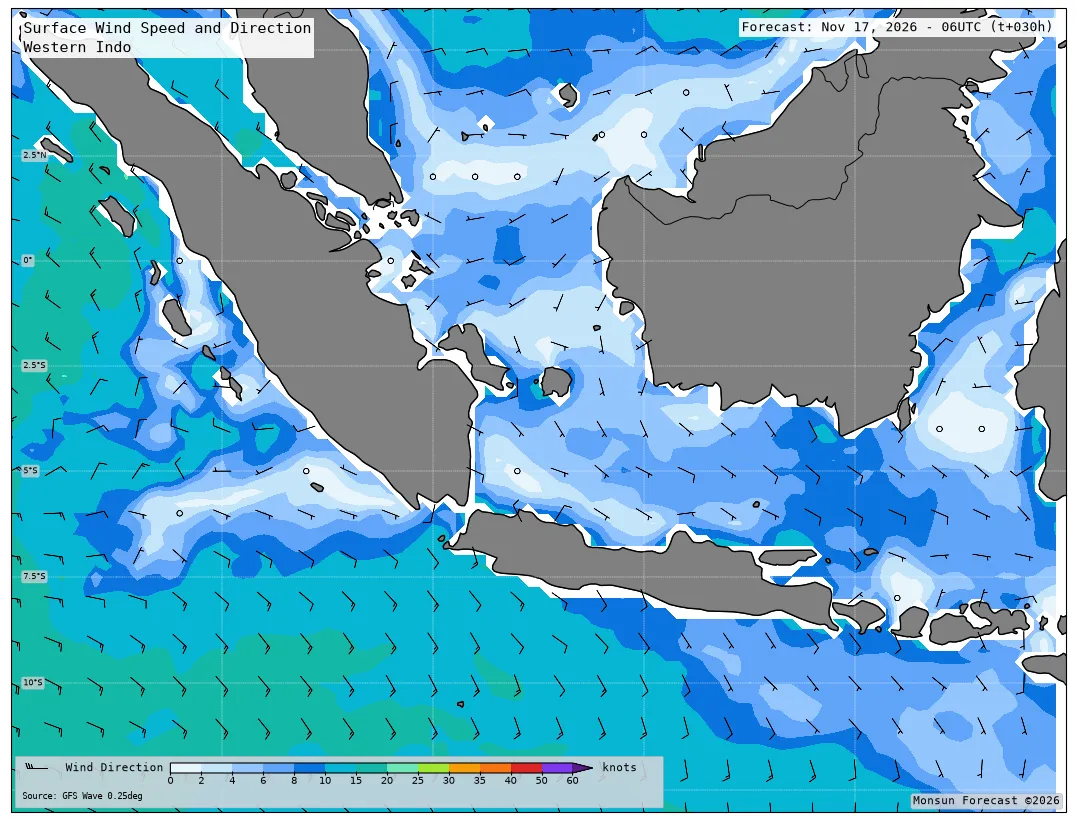 Surface Wind Speed and Direction
Western Indo
Forecast: Nov 17, 2026 - 06UTC (t+030h)
2.5°N
0°
2.5°S
5°S
7.5°S
10°S
Wind Direction
0 2 4 6 8 10 15 20 25 30 35 40 50 60
knots
Source: GFS Wave 0.25deg
Monsun Forecast ©2026